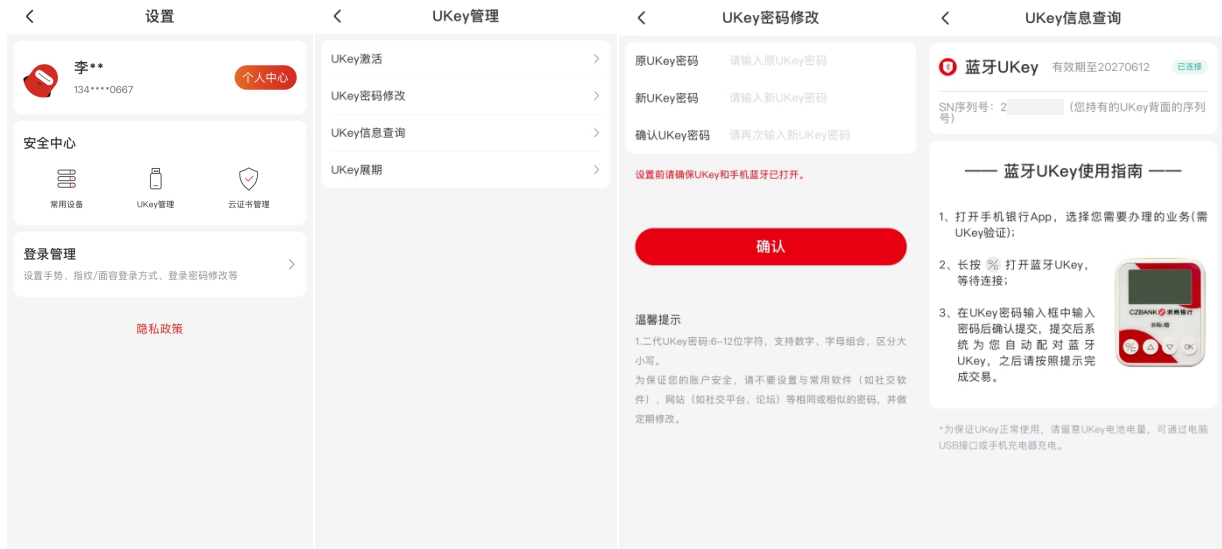 设置
李**
134****0667
个人中心
安全中心
常用设备
UKey管理
云证书管理
登录管理
设置手势、指纹/面容登录方式、登录密码修改等
隐私政策
UKey管理
UKey激活
UKey密码修改
UKey信息查询
UKey展期
UKey密码修改
原UKey密码 请输入原UKey密码
新UKey密码 请输入新UKey密码
确认UKey密码 请再次输入新UKey密码
设置前请确保UKey和手机蓝牙已打开。
确认
温馨提示
1.二代UKey密码:6-12位字符，支持数字、字母组合，区分大
小写。
为保证您的账户安全，请不要设置与常用软件（如社交软
件）、网站（如社交平台、论坛）等相同或相似的密码，并做
定期修改。
UKey信息查询
蓝牙UKey 有效期至20270612 已连接
SN序列号：2 （您持有的UKey背面的序列
号）
—— 蓝牙UKey使用指南 ——
1、打开手机银行App，选择您需要办理的业务(需
UKey验证)；
2、长按 打开蓝牙UKey，
等待连接；
3、在UKey密码输入框中输入
密码后确认提交，提交后系
统为您自动配对蓝牙
UKey，之后请按照提示完
成交易。
CZBANK 浙商银行
OK
*为保证UKey正常使用，请留意UKey电池电量，可通过电脑
USB接口或手机充电器充电。